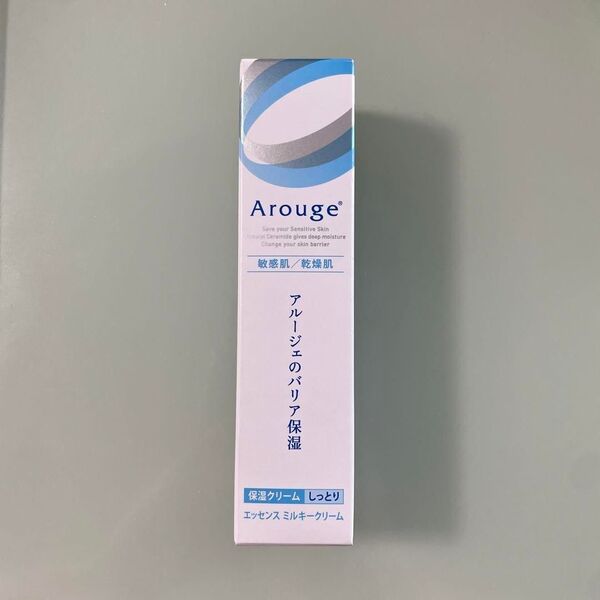 Arouge®
Save your Sensitive Skin
Natural Ceramide gives deep moisture
Change your skin barrier
敏感肌／乾燥肌
アルージェのバリア保湿
保湿クリーム しっとり
エッセンス ミルキークリーム